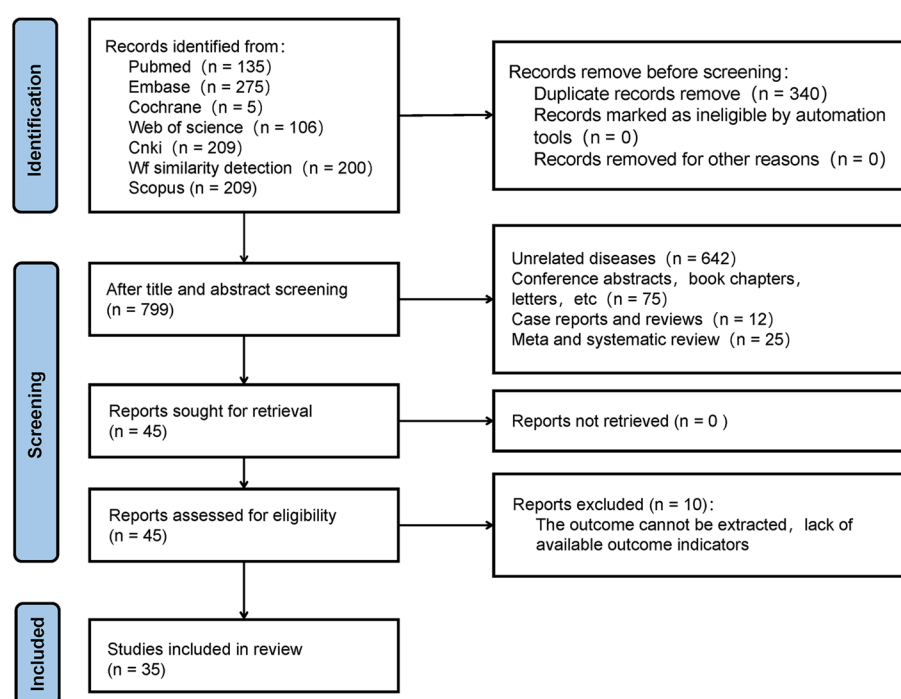 Identification
Records identified from：
Pubmed (n = 135)
Embase (n = 275)
Cochrane (n = 5)
Web of science (n = 106)
Cnki (n = 209)
Wf similarity detection (n = 200)
Scopus (n = 209)
Records remove before screening：
Duplicate records remove (n = 340)
Records marked as ineligible by automation
tools (n = 0)
Records removed for other reasons (n = 0)
Screening
After title and abstract screening
(n = 799)
Unrelated diseases (n = 642)
Conference abstracts，book chapters，
letters，etc (n = 75)
Case reports and reviews (n = 12)
Meta and systematic review (n = 25)
Reports sought for retrieval
(n = 45)
Reports not retrieved (n = 0 )
Reports assessed for eligibility
(n = 45)
Reports excluded (n = 10)：
The outcome cannot be extracted，lack of
available outcome indicators
Included
Studies included in review
(n = 35)